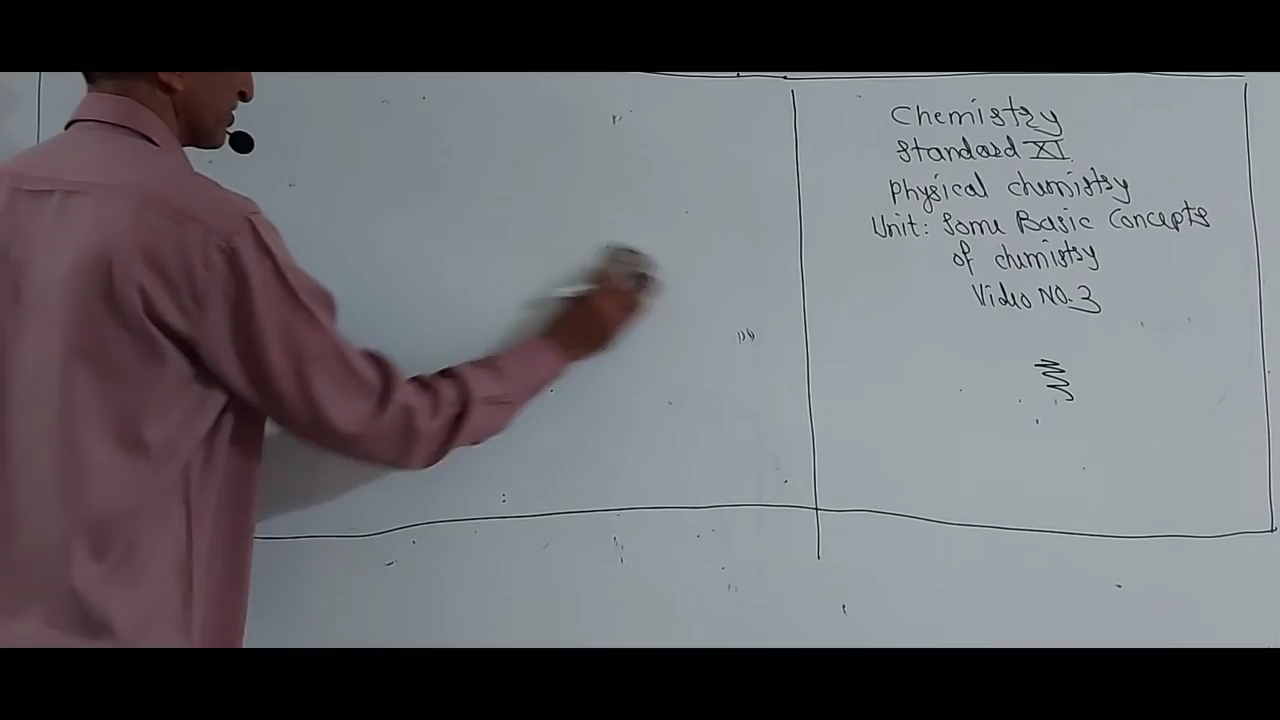 Chemistry
Standard XI.
Physical chemistry
Unit: Some Basic Concepts
of chemistry
Video NO. 3